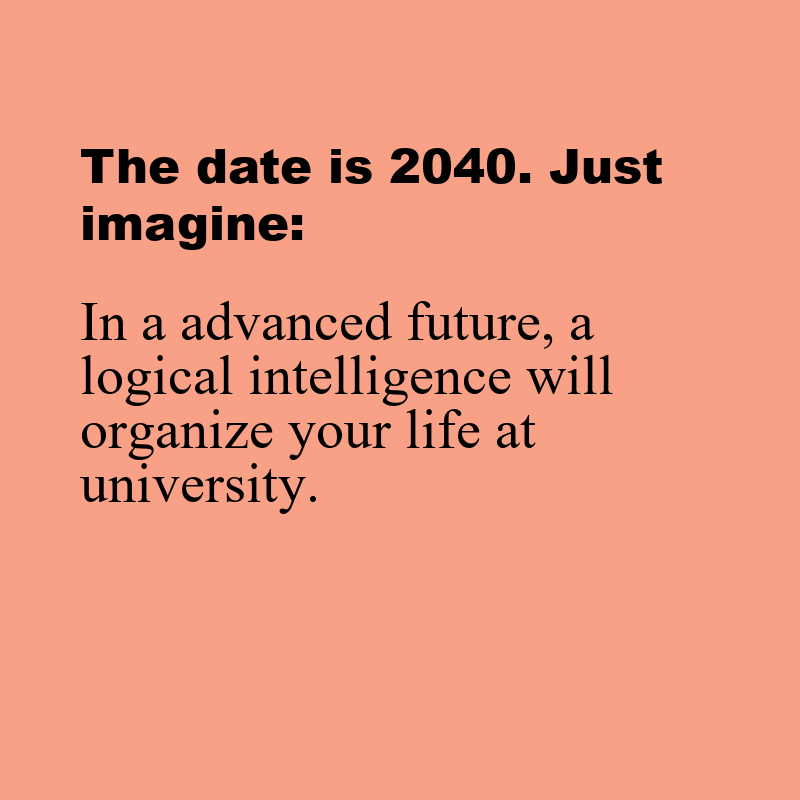 The date is 2040. Just
imagine:
In a advanced future, a
logical intelligence will
organize your life at
university.